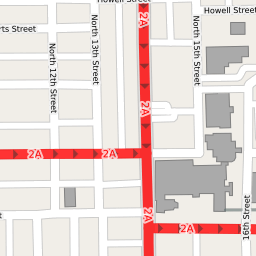 Howell Street
2A
Howell Street
rts Street
North 13th Street
North 15th Street
North 12th Street
2A
2A
2A
2A
2A
2A
16th Street